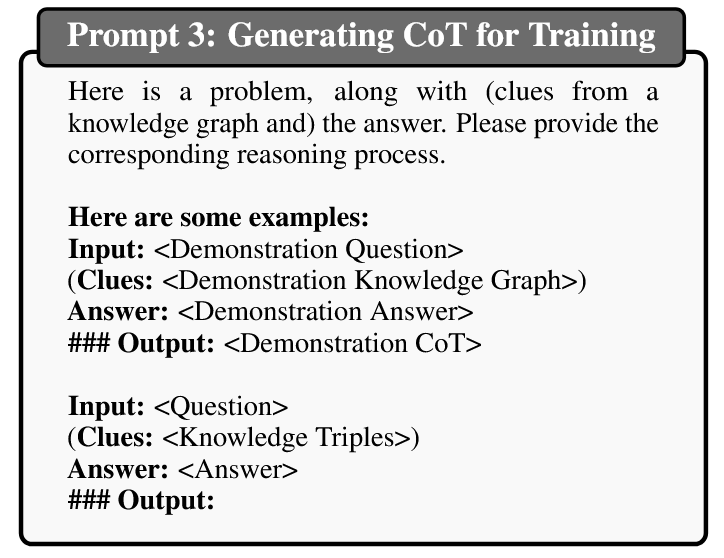 Prompt 3: Generating CoT for Training
Here is a problem, along with (clues from a
knowledge graph and) the answer. Please provide the
corresponding reasoning process.
Here are some examples:
Input: <Demonstration Question>
(Clues: <Demonstration Knowledge Graph>)
Answer: <Demonstration Answer>
### Output: <Demonstration CoT>
Input: <Question>
(Clues: <Knowledge Triples>)
Answer: <Answer>
### Output: